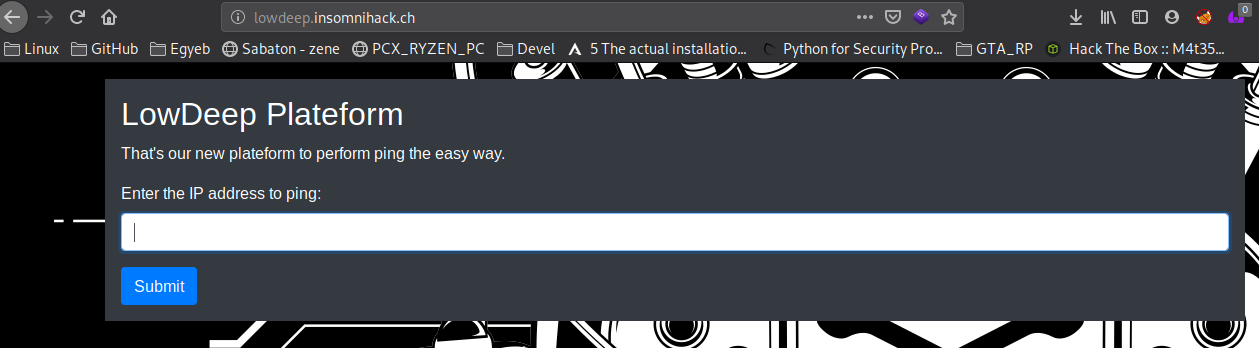 lowdeep.insomnihack.ch
0
Linux GitHub Egyeb Sabaton - zene PCX_RYZEN_PC Devel 5 The actual installatio... Python for Security Pro... GTA_RP Hack The Box :: M4t35...
LowDeep Plateform
That's our new plateform to perform ping the easy way.
Enter the IP address to ping:
Submit